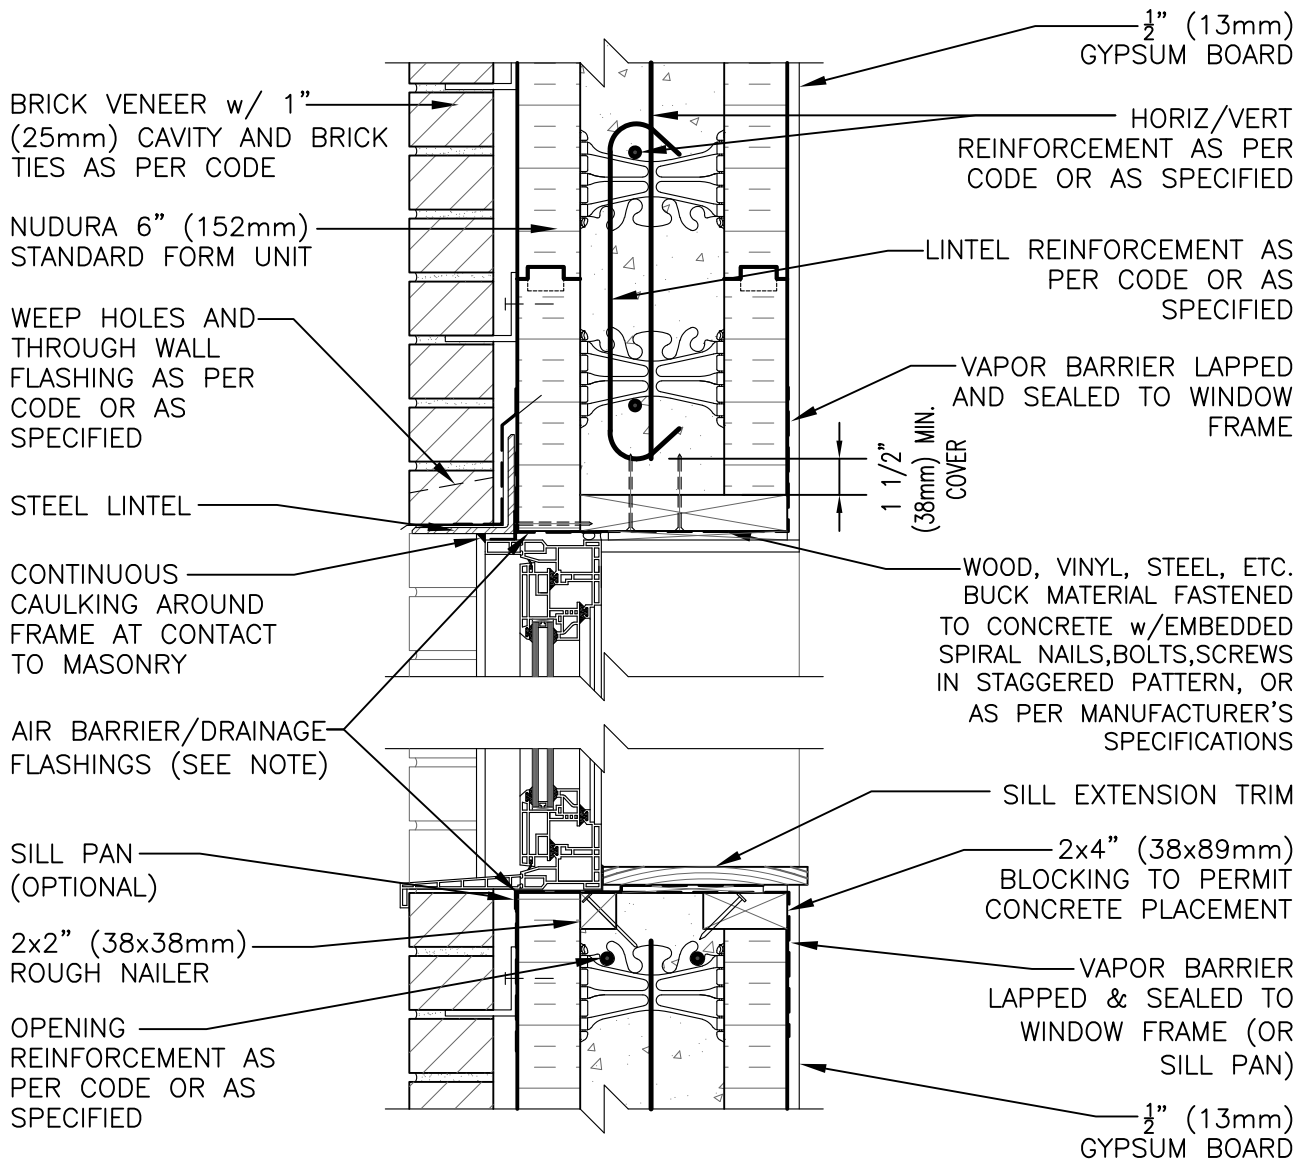 BRICK VENEER w/ 1"
(25mm) CAVITY AND BRICK
TIES AS PER CODE
NUDURA 6" (152mm)
STANDARD FORM UNIT
WEEP HOLES AND
THROUGH WALL
FLASHING AS PER
CODE OR AS
SPECIFIED
STEEL LINTEL
CONTINUOUS
CAULKING AROUND
FRAME AT CONTACT
TO MASONRY
AIR BARRIER/DRAINAGE
FLASHINGS (SEE NOTE)
SILL PAN
(OPTIONAL)
2x2" (38x38mm)
ROUGH NAILER
OPENING
REINFORCEMENT AS
PER CODE OR AS
SPECIFIED
½" (13mm)
GYPSUM BOARD
HORIZ/VERT
REINFORCEMENT AS PER
CODE OR AS SPECIFIED
LINTEL REINFORCEMENT AS
PER CODE OR AS
SPECIFIED
VAPOR BARRIER LAPPED
AND SEALED TO WINDOW
FRAME
1 1/2"
(38mm) MIN.
COVER
WOOD, VINYL, STEEL, ETC.
BUCK MATERIAL FASTENED
TO CONCRETE w/EMBEDDED
SPIRAL NAILS,BOLTS,SCREWS
IN STAGGERED PATTERN, OR
AS PER MANUFACTURER'S
SPECIFICATIONS
SILL EXTENSION TRIM
2x4" (38x89mm)
BLOCKING TO PERMIT
CONCRETE PLACEMENT
VAPOR BARRIER
LAPPED & SEALED TO
WINDOW FRAME (OR
SILL PAN)
½" (13mm)
GYPSUM BOARD